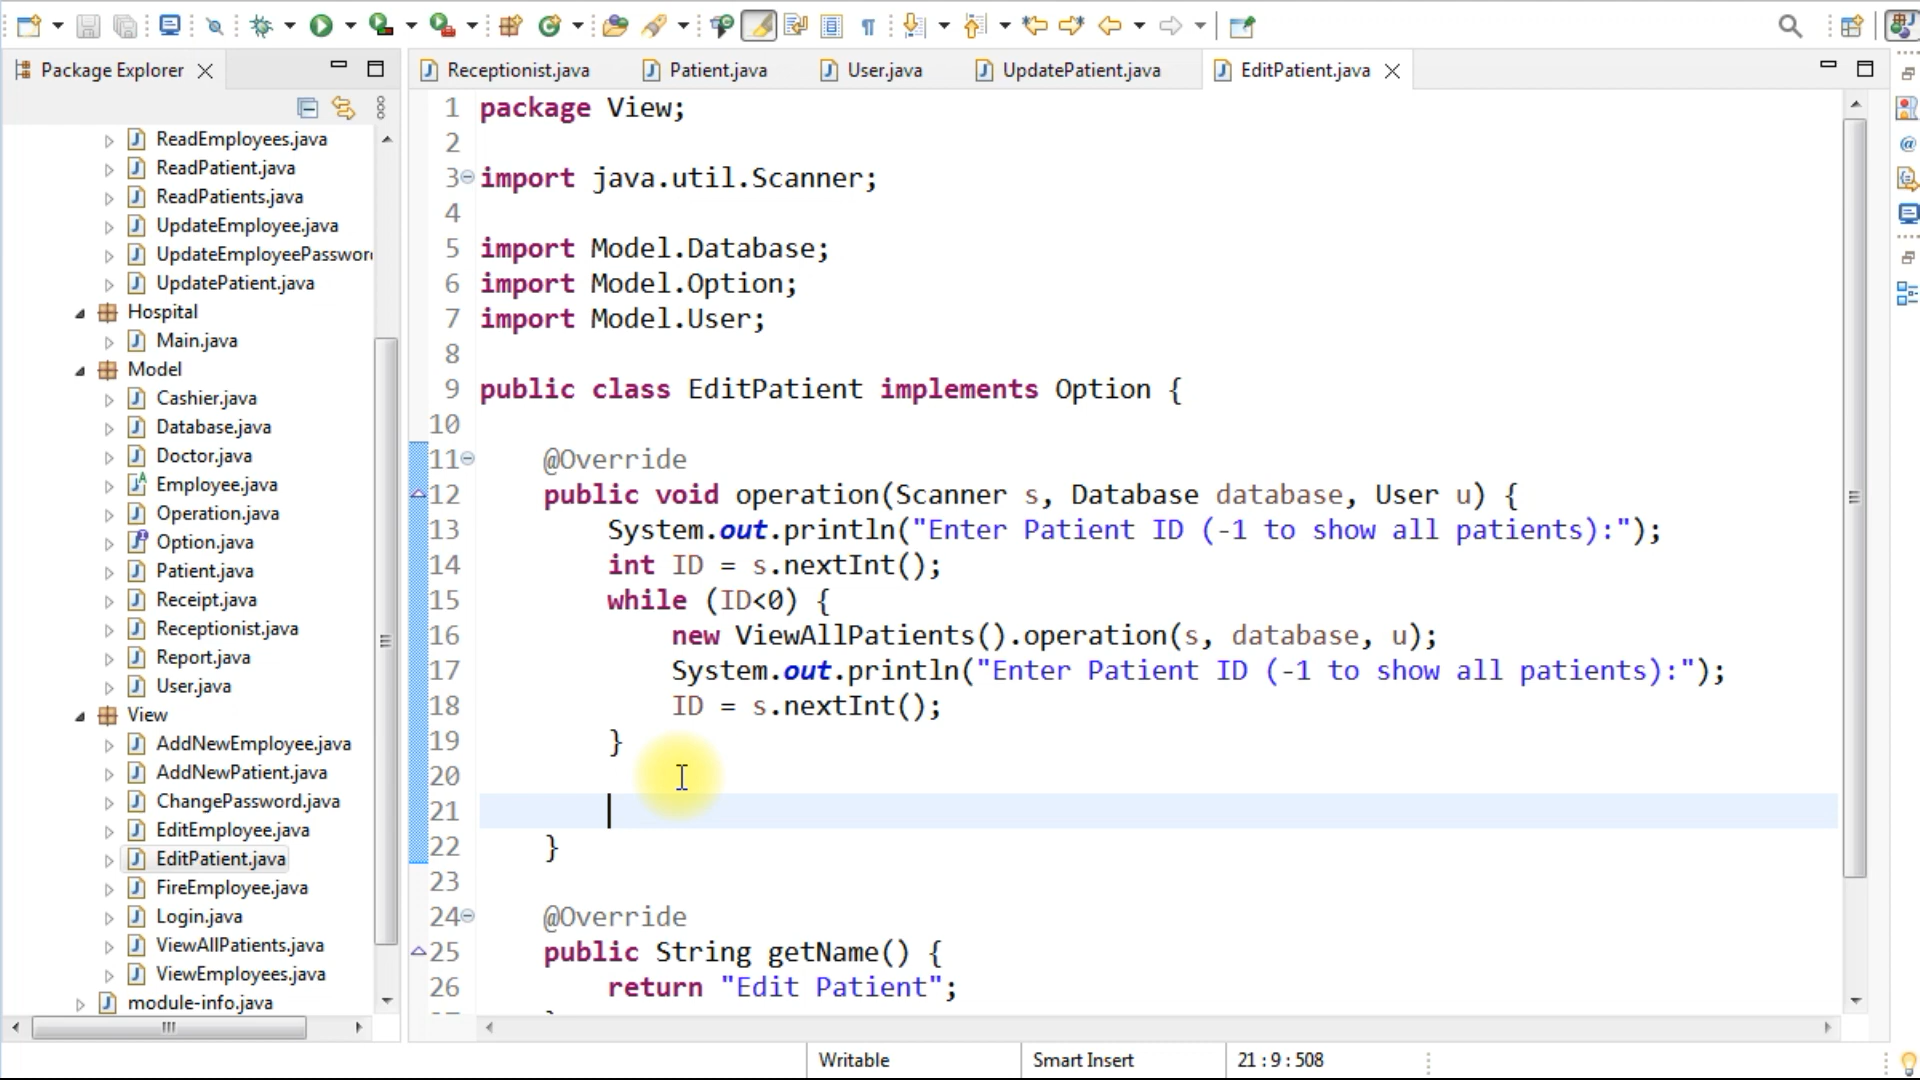 Package Explorer
ReadEmployees.java
ReadPatient.java
ReadPatients.java
UpdateEmployee.java
UpdateEmployeePassword
UpdatePatient.java
Hospital
Main.java
Model
Cashier.java
Database.java
Doctor.java
Employee.java
Operation.java
Option.java
Patient.java
Receipt.java
Receptionist.java
Report.java
User.java
View
AddNewEmployee.java
AddNewPatient.java
ChangePassword.java
EditEmployee.java
EditPatient.java
FireEmployee.java
Login.java
ViewAllPatients.java
ViewEmployees.java
module-info.java
Receptionist.java Patient.java User.java UpdatePatient.java EditPatient.java
1 package View;
2
3 import java.util.Scanner;
4
5 import Model.Database;
6 import Model.Option;
7 import Model.User;
8
9 public class EditPatient implements Option {
10
11 @Override
12 public void operation(Scanner s, Database database, User u) {
13 System.out.println("Enter Patient ID (-1 to show all patients):");
14 int ID = s.nextInt();
15 while (ID<0) {
16 new ViewAllPatients().operation(s, database, u);
17 System.out.println("Enter Patient ID (-1 to show all patients):");
18 ID = s.nextInt();
19 }
20
21
22 }
23
24 @Override
25 public String getName() {
26 return "Edit Patient";
Writable Smart Insert 21 : 9 : 508